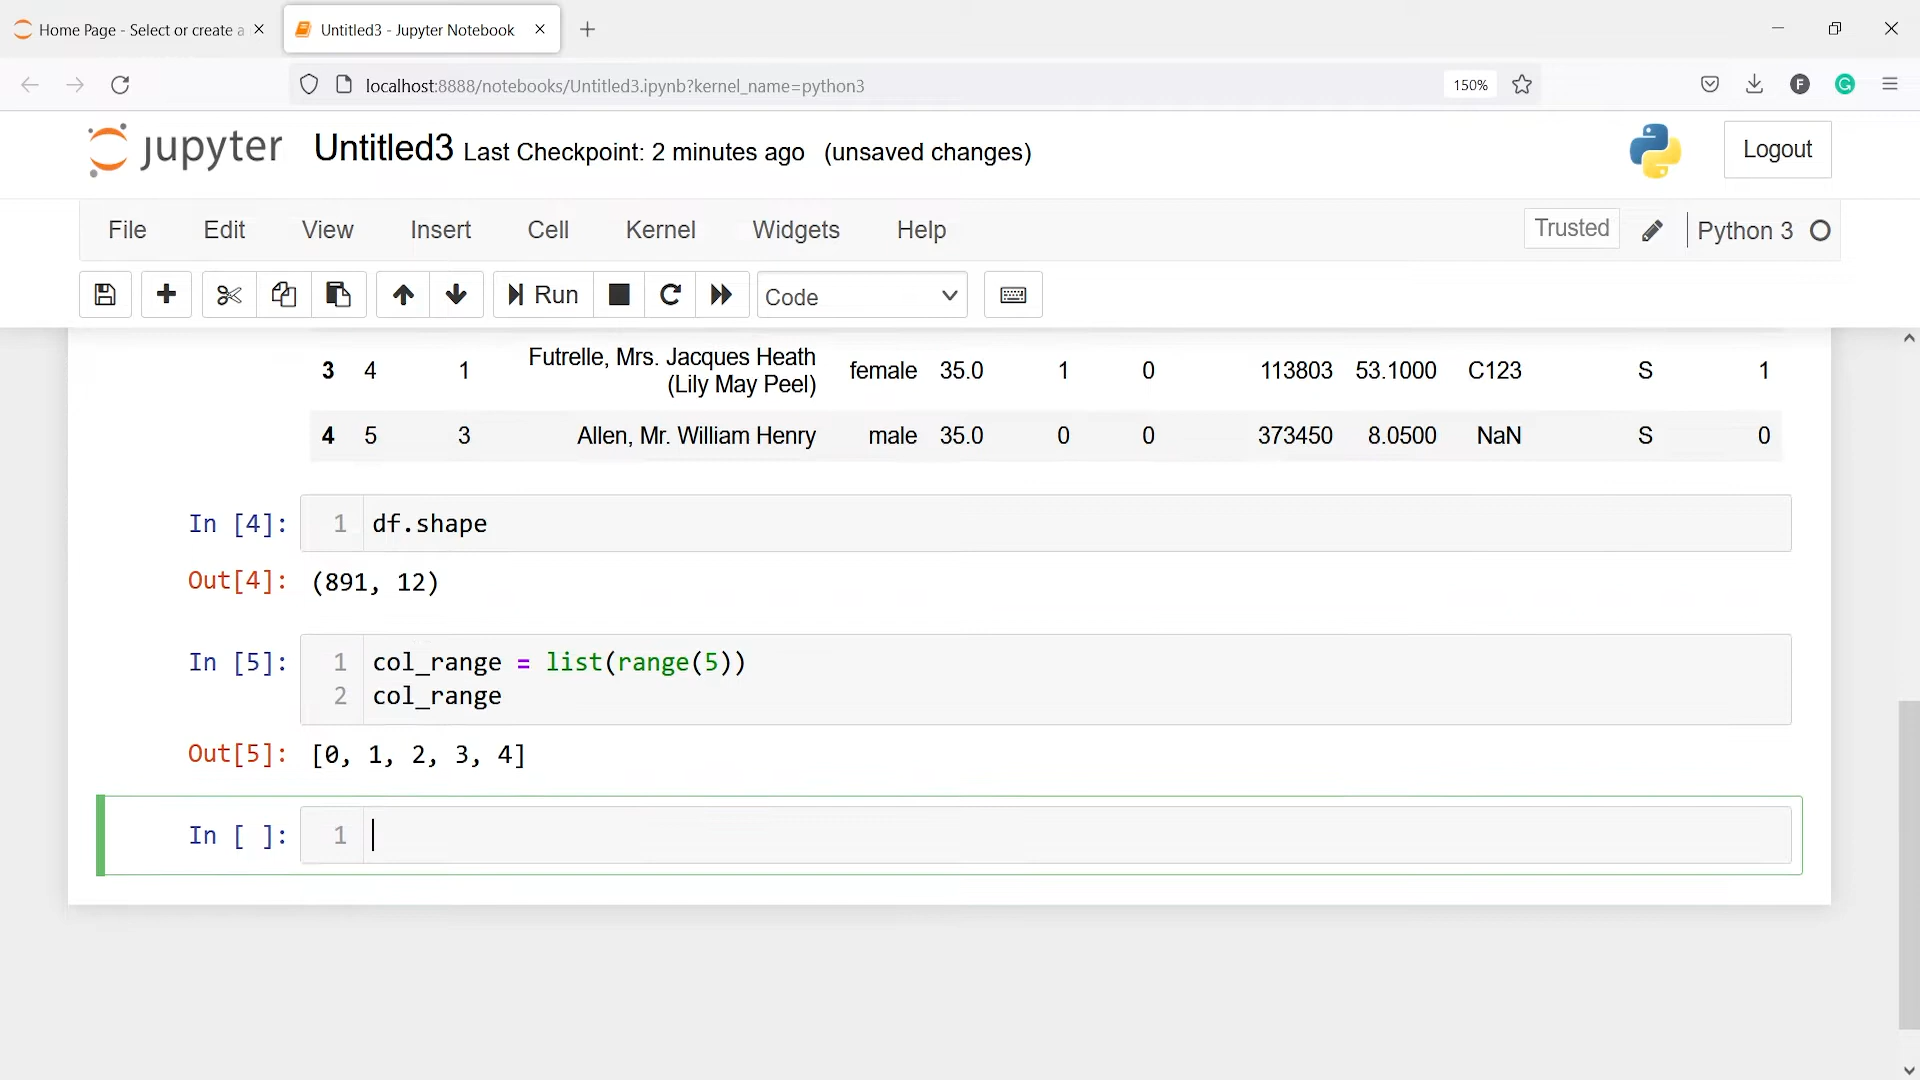 Home Page - Select or create a
Untitled3 - Jupyter Notebook
localhost:8888/notebooks/Untitled3.ipynb?kernel_name=python3
150%
F
G
jupyter
Untitled3 Last Checkpoint: 2 minutes ago (unsaved changes)
Logout
File Edit View Insert Cell Kernel Widgets Help
Trusted
Python 3
Run
Code
3 4 1 Futrelle, Mrs. Jacques Heath (Lily May Peel) female 35.0 1 0 113803 53.1000 C123 S 1
4 5 3 Allen, Mr. William Henry male 35.0 0 0 373450 8.0500 NaN S 0
In [4]: 1 df.shape
Out[4]: (891, 12)
In [5]: 1 col_range = list(range(5))
2 col_range
Out[5]: [0, 1, 2, 3, 4]
In [ ]: 1